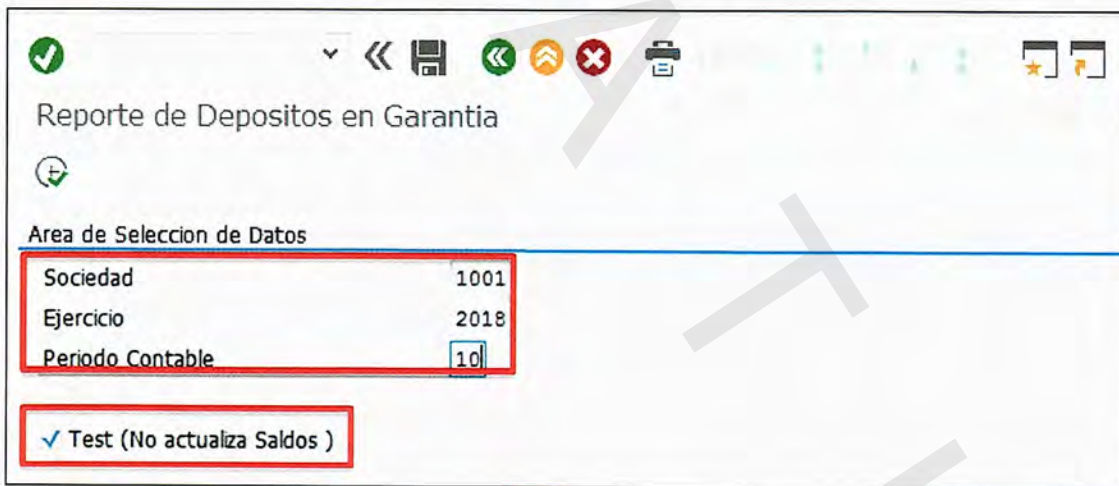 Reporte de Depositos en Garantia
Area de Seleccion de Datos
Sociedad 1001
Ejercicio 2018
Periodo Contable 10
Test (No actualiza Saldos )
A
T